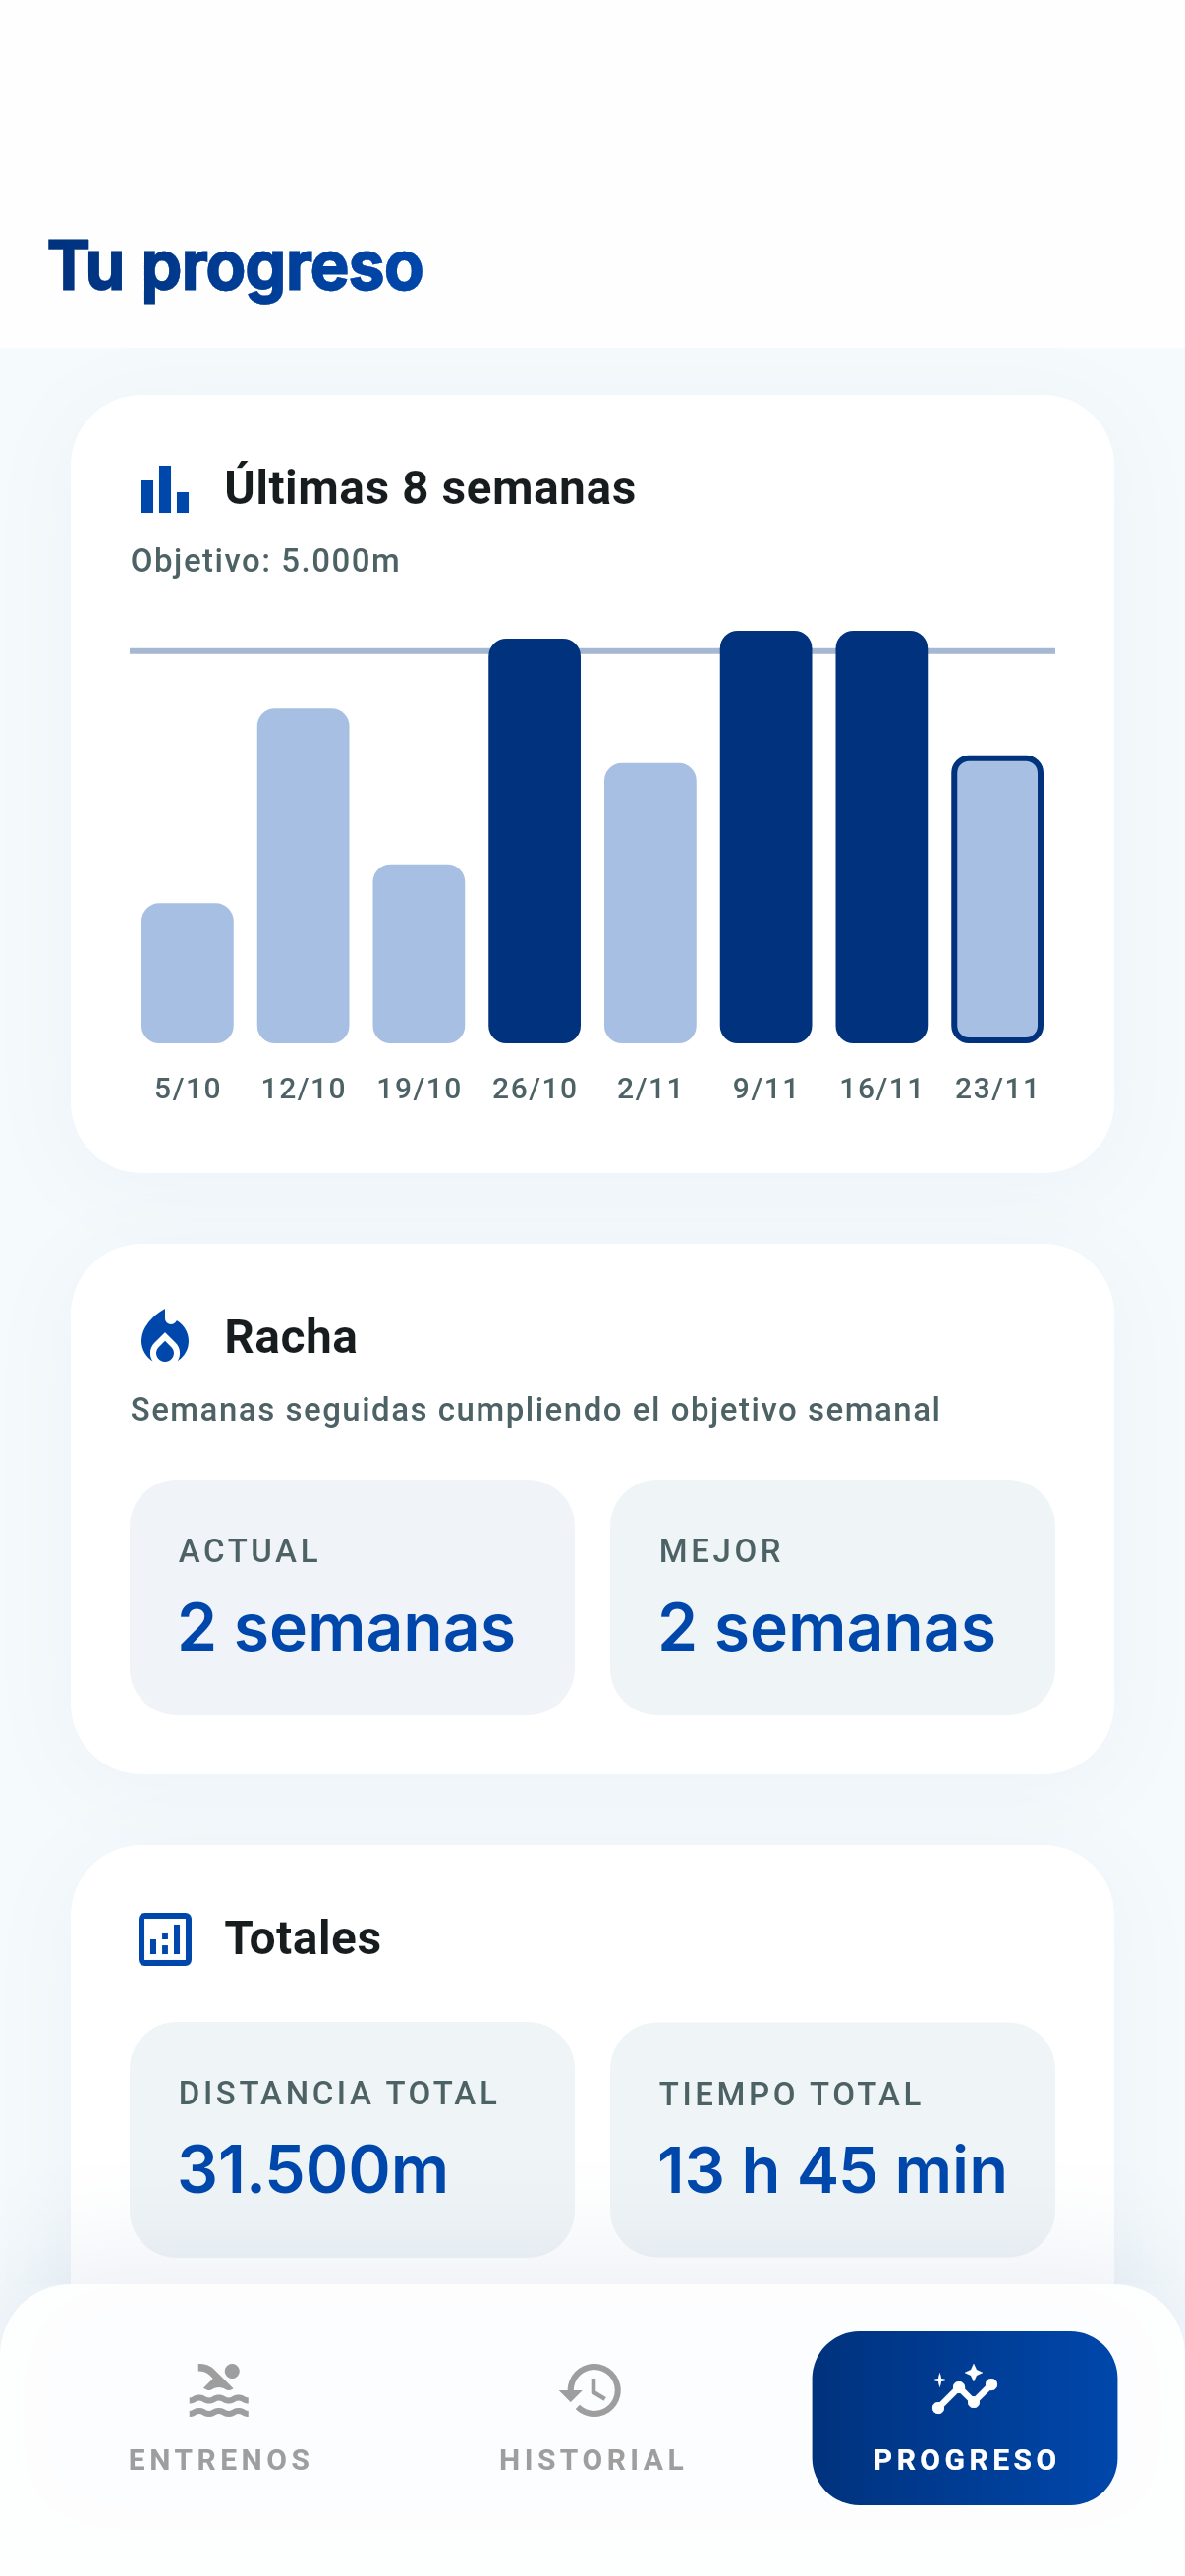 Tu progreso
Últimas 8 semanas
Objetivo: 5.000m
5/10 12/10 19/10 26/10 2/11 9/11 16/11 23/11
Racha
Semanas seguidas cumpliendo el objetivo semanal
ACTUAL MEJOR
2 semanas 2 semanas
Totales
DISTANCIA TOTAL TIEMPO TOTAL
31.500m 13 h 45 min
ENTRENOS HISTORIAL PROGRESO